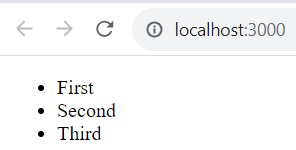 localhost:3000
• First
• Second
• Third